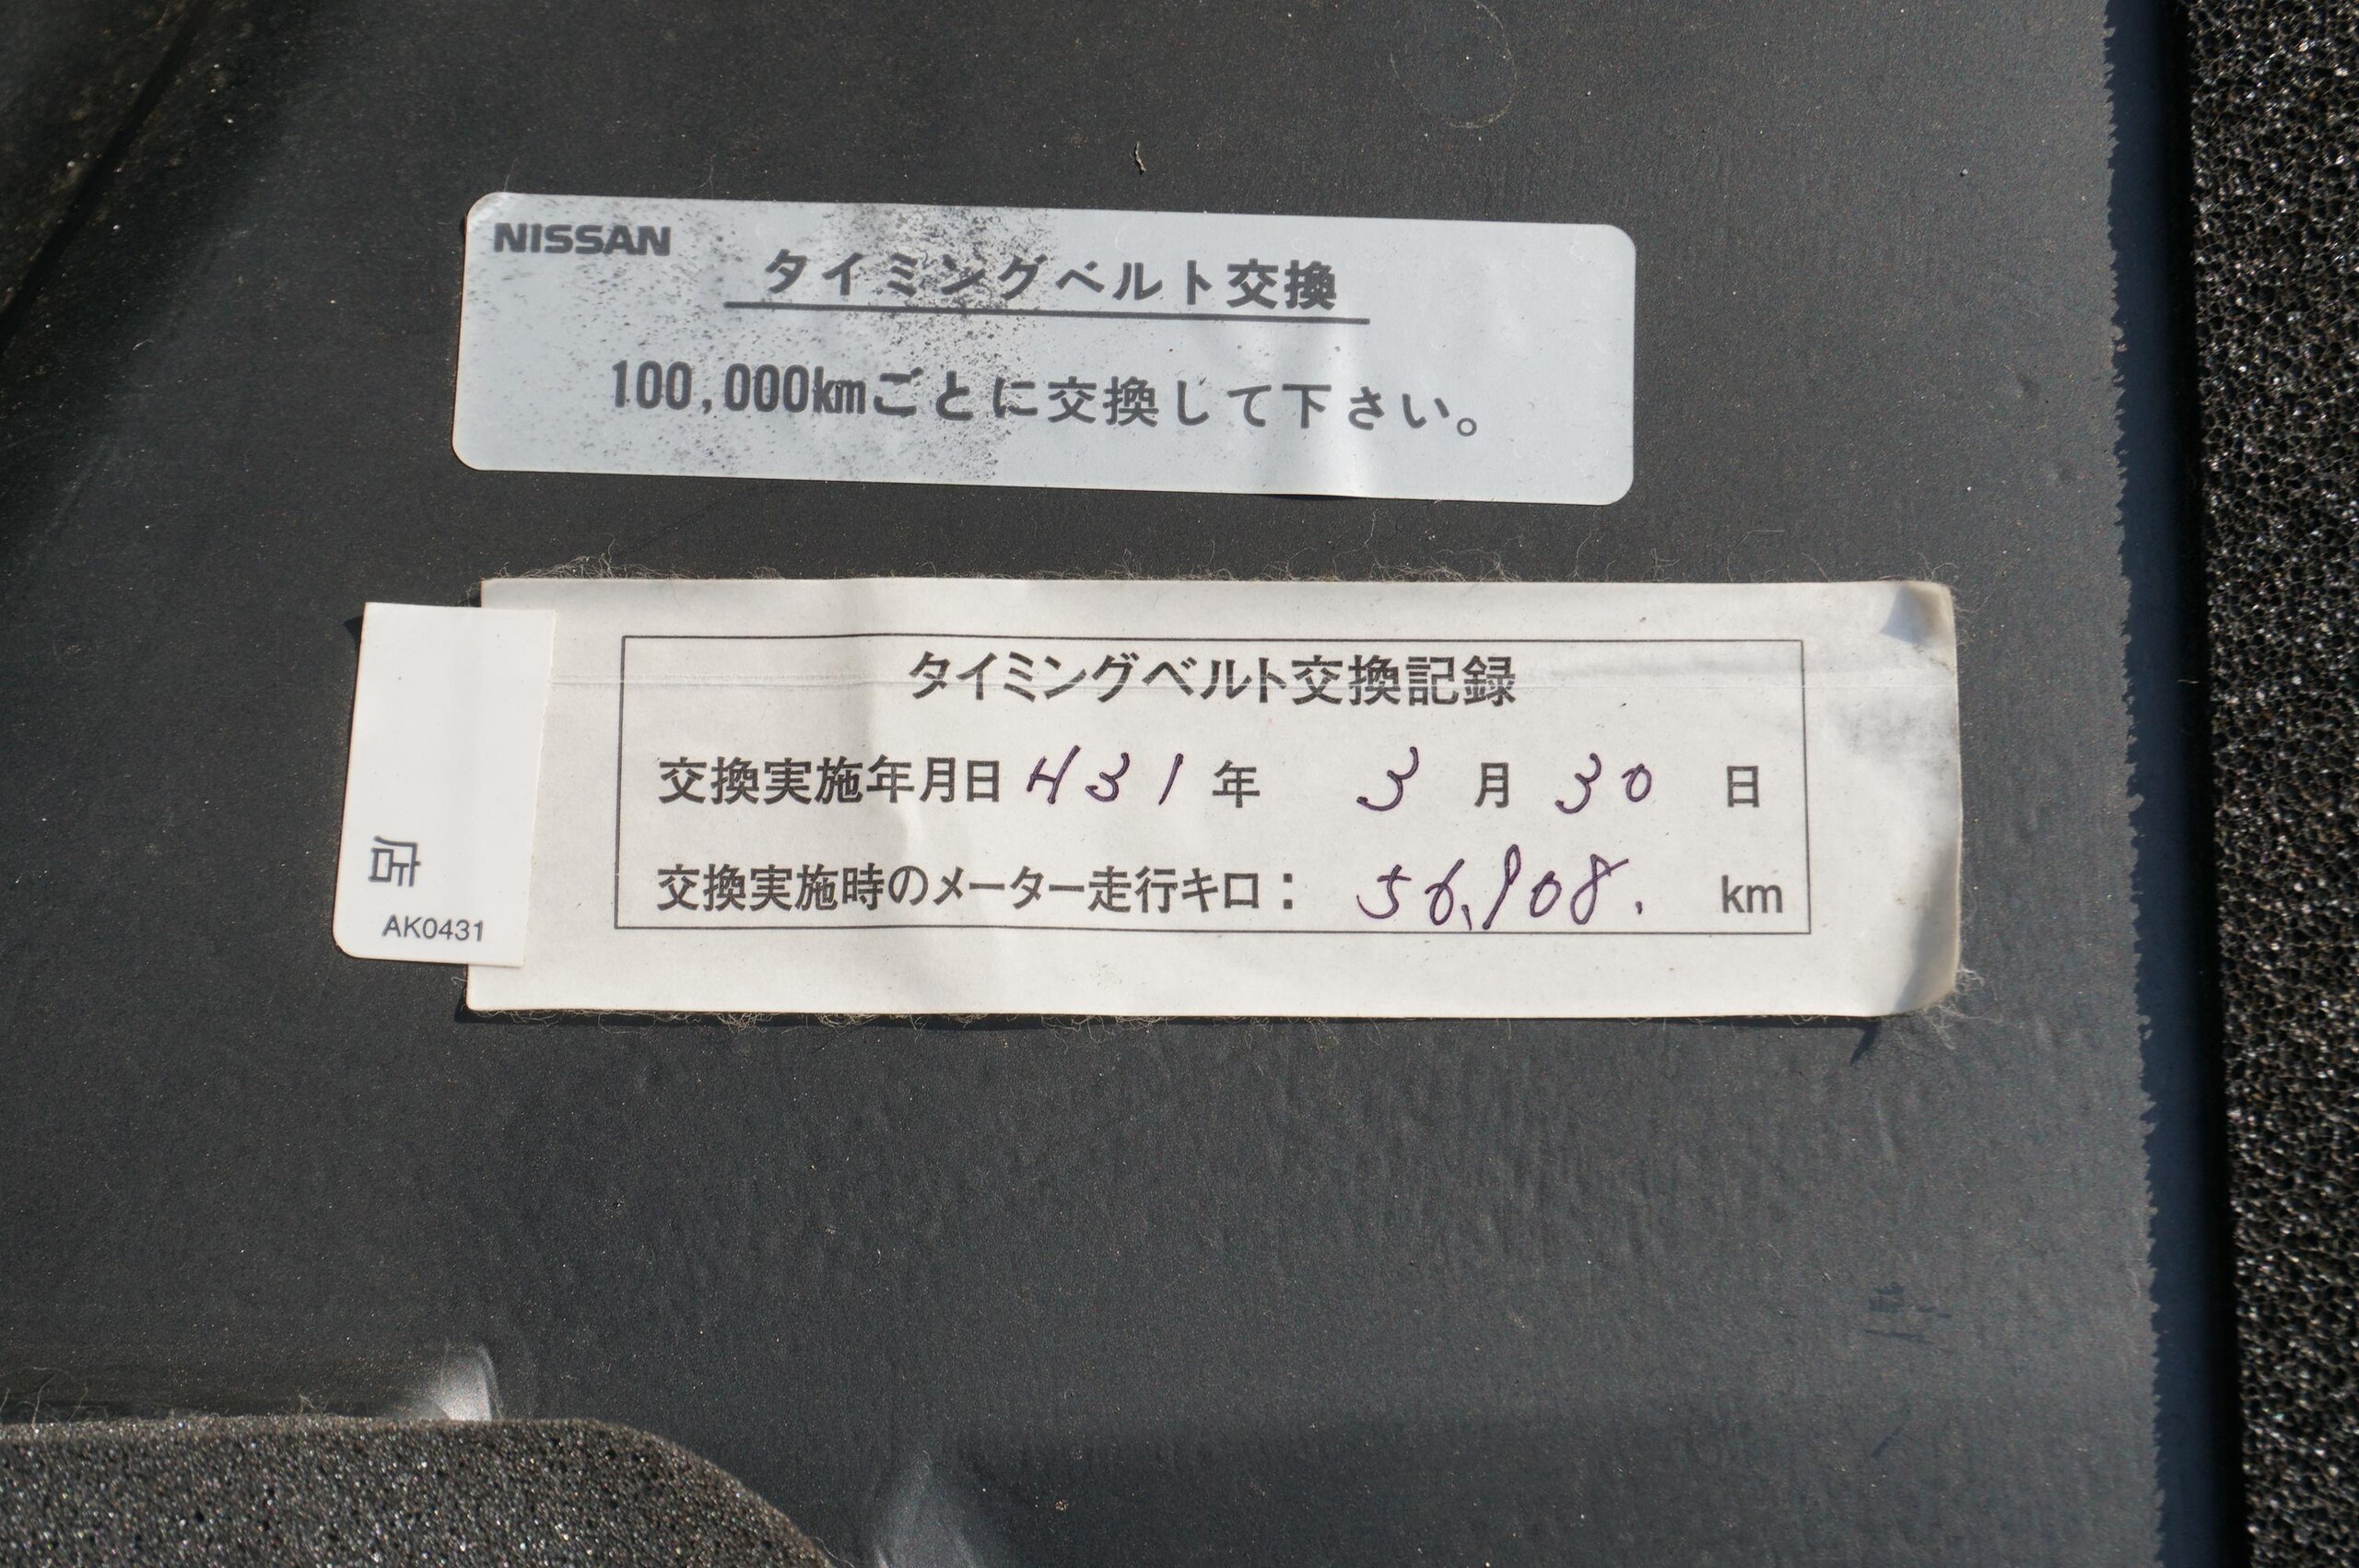 NISSAN
タイミングベルト交換
100,000kmごとに交換して下さい。
タイミングベルト交換記録
交換実施年月日 H31 年 3 月 30 日
交換実施時のメーター走行キロ: 56,908. km
店
AK0431